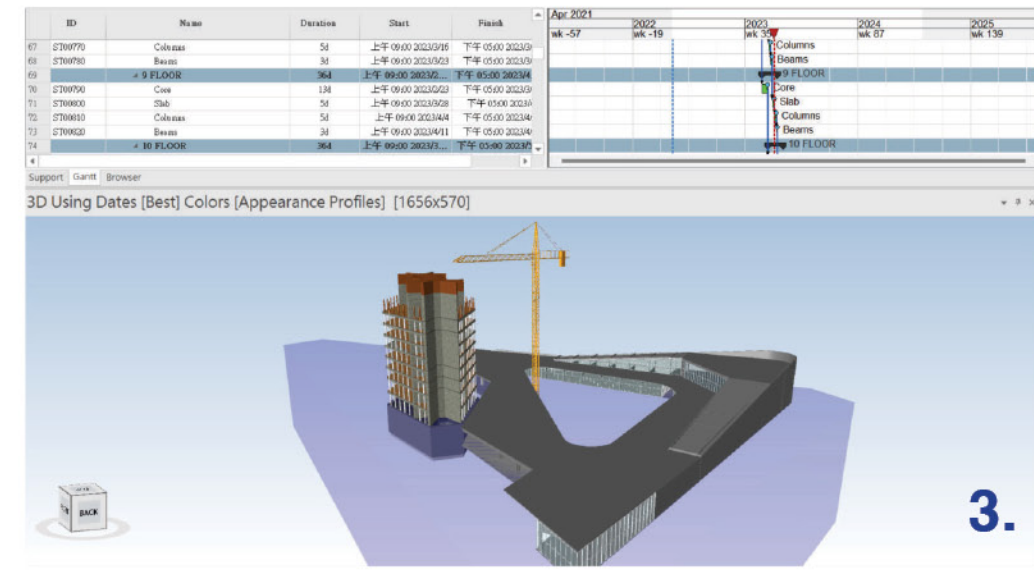 ID Name Duration Start Finish
67 ST00770 Columns 5d 上午 09:00 2023/3/16 下午 05:00 2023/3/
68 ST00780 Beams 3d 上午 09:00 2023/3/23 下午 05:00 2023/3/
69 9 FLOOR 36d 上午 09:00 2023/2... 下午 05:00 2023/4
70 ST00790 Core 13d 上午 09:00 2023/2/23 下午 05:00 2023/3/
71 ST00800 Slab 5d 上午 09:00 2023/3/28 下午 05:00 2023/
72 ST00810 Columns 5d 上午 09:00 2023/4/4 下午 05:00 2023/4/
73 ST00820 Beams 3d 上午 09:00 2023/4/11 下午 05:00 2023/4/
74 10 FLOOR 36d 上午 09:00 2023/3... 下午 05:00 2023/5
Apr 2021
2022 2023 2024 2025
wk -57 wk -19 wk 35 wk 87 wk 139
Columns
Beams
9 FLOOR
Core
Slab
Columns
Beams
10 FLOOR
Support Gantt Browser
3D Using Dates [Best] Colors [Appearance Profiles] [1656x570]
BACK
3.